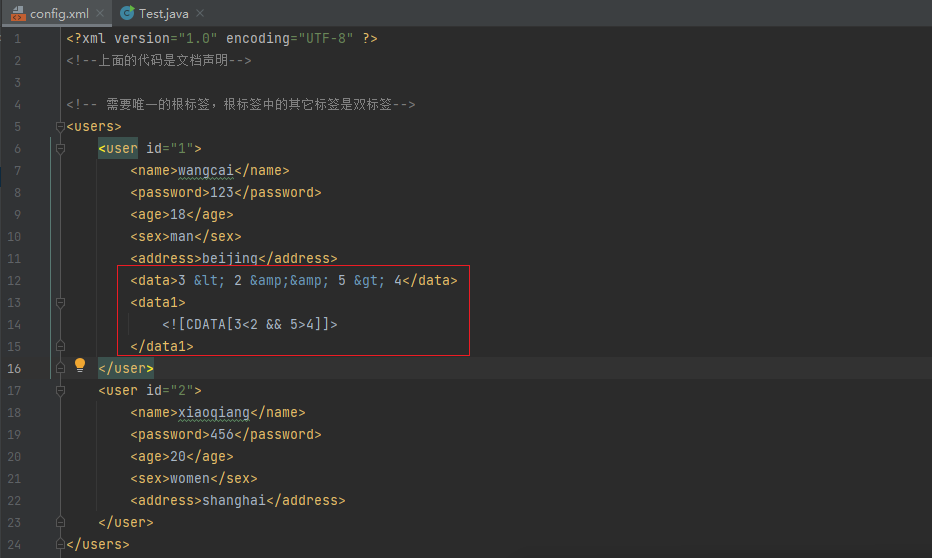 config.xml Test.java
1 <?xml version="1.0" encoding="UTF-8" ?>
2 <!--上面的代码是文档声明-->
3
4 <!-- 需要唯一的根标签，根标签中的其它标签是双标签-->
5 <users>
6 <user id="1">
7 <name>wangcai</name>
8 <password>123</password>
9 <age>18</age>
10 <sex>man</sex>
11 <address>beijing</address>
12 <data>3 &lt; 2 &amp;&amp; 5 &gt; 4</data>
13 <data1>
14 <![CDATA[3<2 && 5>4]]>
15 </data1>
16 </user>
17 <user id="2">
18 <name>xiaoqiang</name>
19 <password>456</password>
20 <age>20</age>
21 <sex>women</sex>
22 <address>shanghai</address>
23 </user>
24 </users>